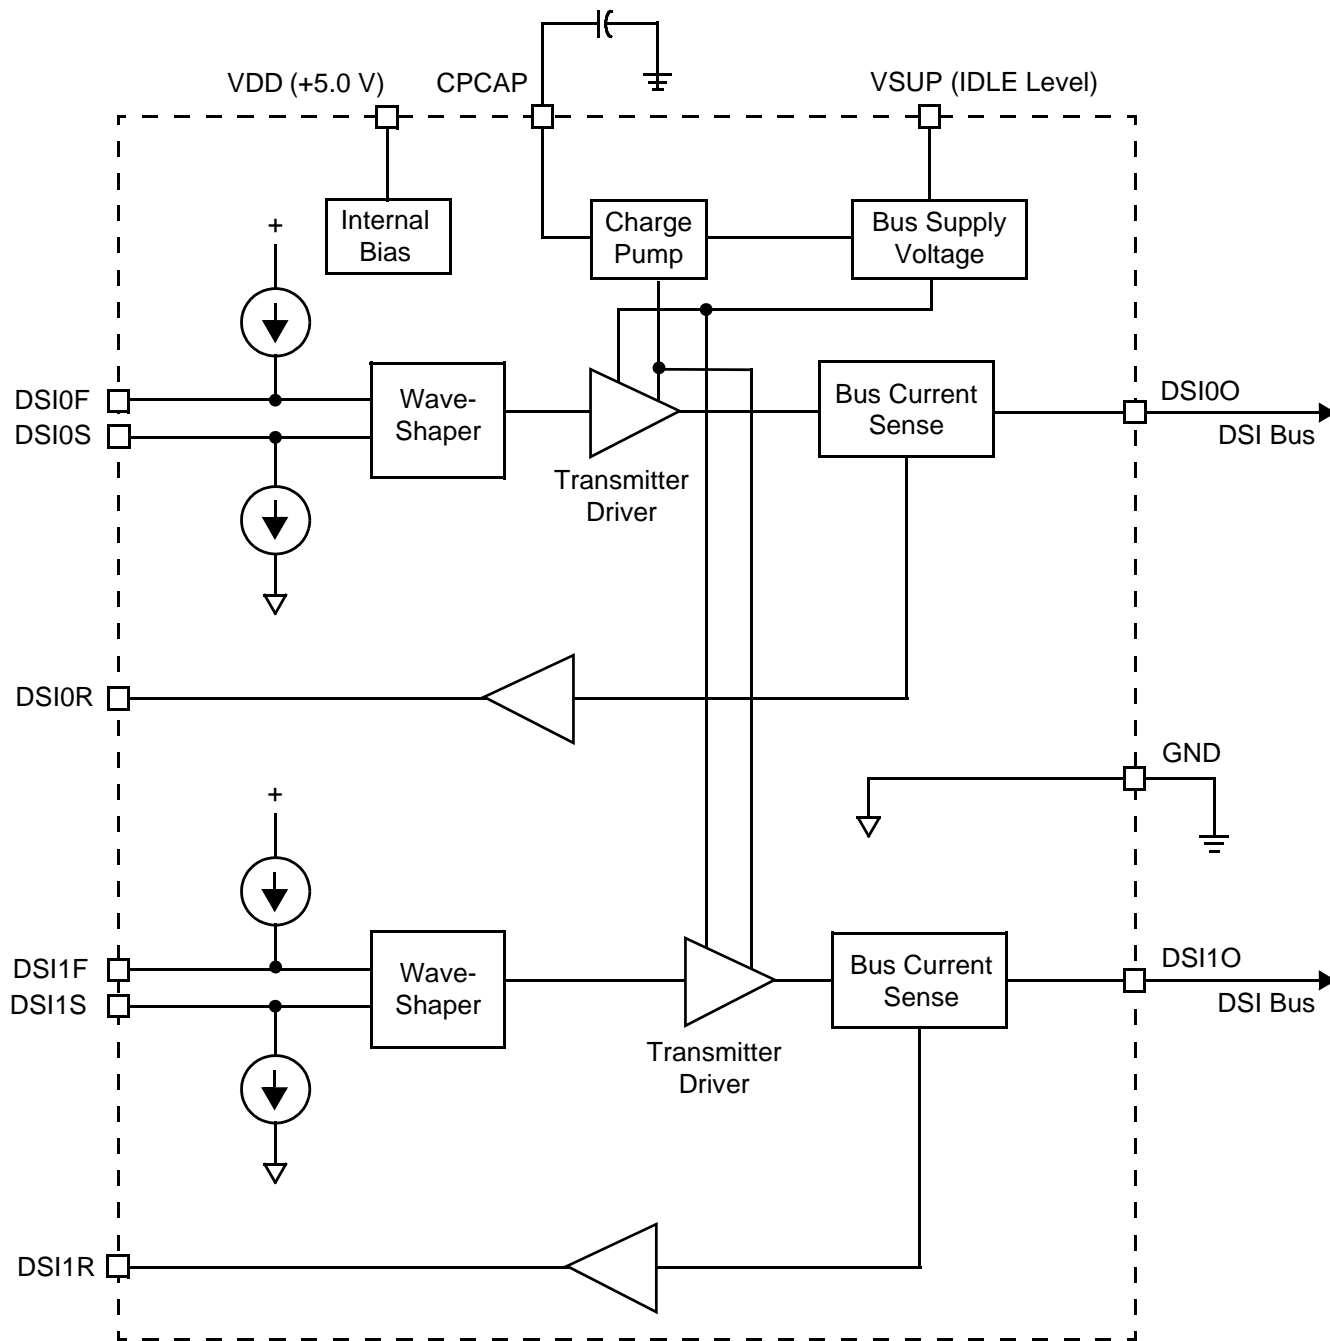 VDD (+5.0 V)
CPCAP
VSUP (IDLE Level)
Internal
Bias
Charge
Pump
Bus Supply
Voltage
+
DSI0F
DSI0S
Wave-
Shaper
Transmitter
Driver
Bus Current
Sense
DSI0O
DSI Bus
DSI0R
GND
+
DSI1F
DSI1S
Wave-
Shaper
Transmitter
Driver
Bus Current
Sense
DSI1O
DSI Bus
DSI1R